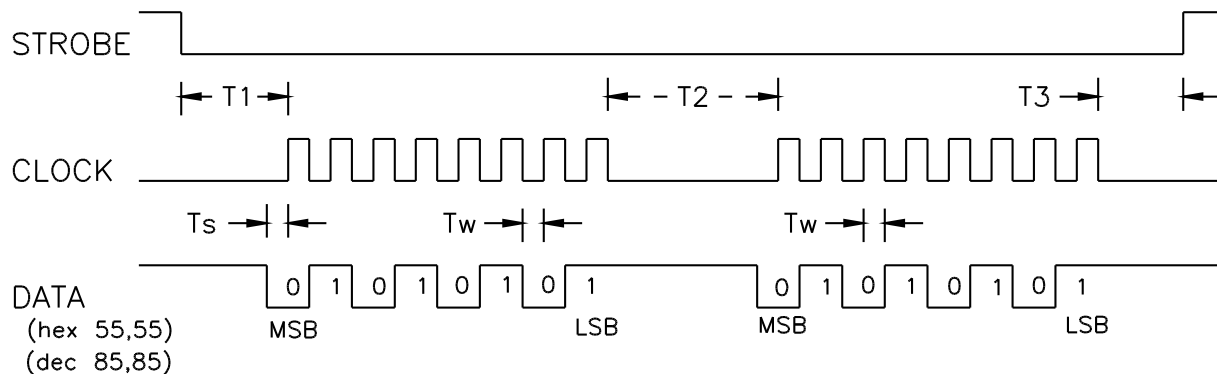 STROBE
T1
T2
T3
CLOCK
Ts
Tw
Tw
DATA
0 1 0 1 0 1 0 1
0 1 0 1 0 1 0 1
(hex 55,55)
MSB
LSB
MSB
LSB
(dec 85,85)